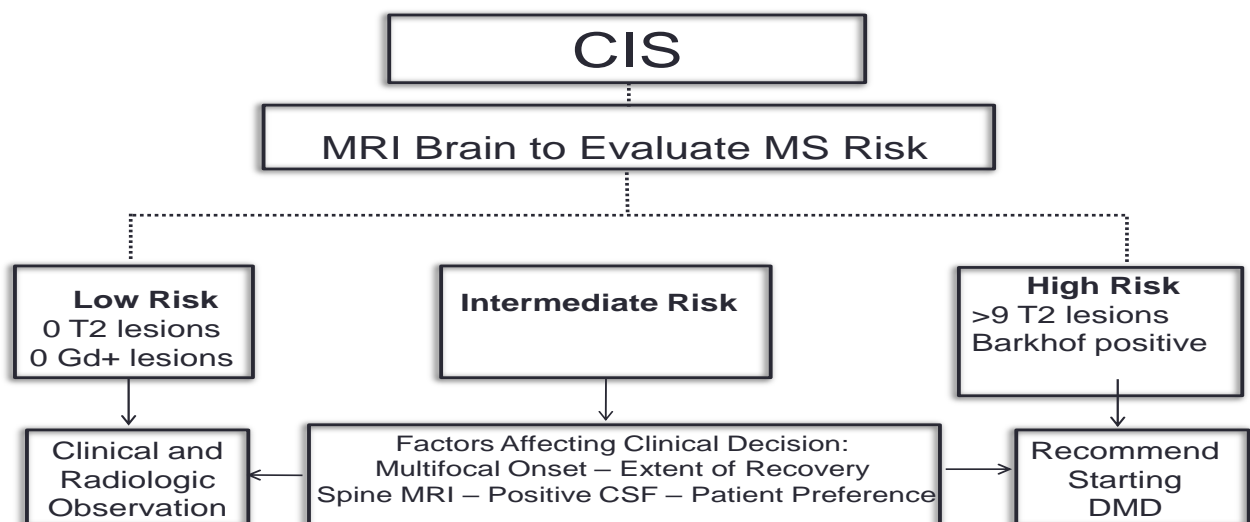 CIS
MRI Brain to Evaluate MS Risk
Low Risk
0 T2 lesions
0 Gd+ lesions
Intermediate Risk
High Risk
>9 T2 lesions
Barkhof positive
Clinical and
Radiologic
Observation
Factors Affecting Clinical Decision:
Multifocal Onset – Extent of Recovery
Spine MRI – Positive CSF – Patient Preference
Recommend
Starting
DMD